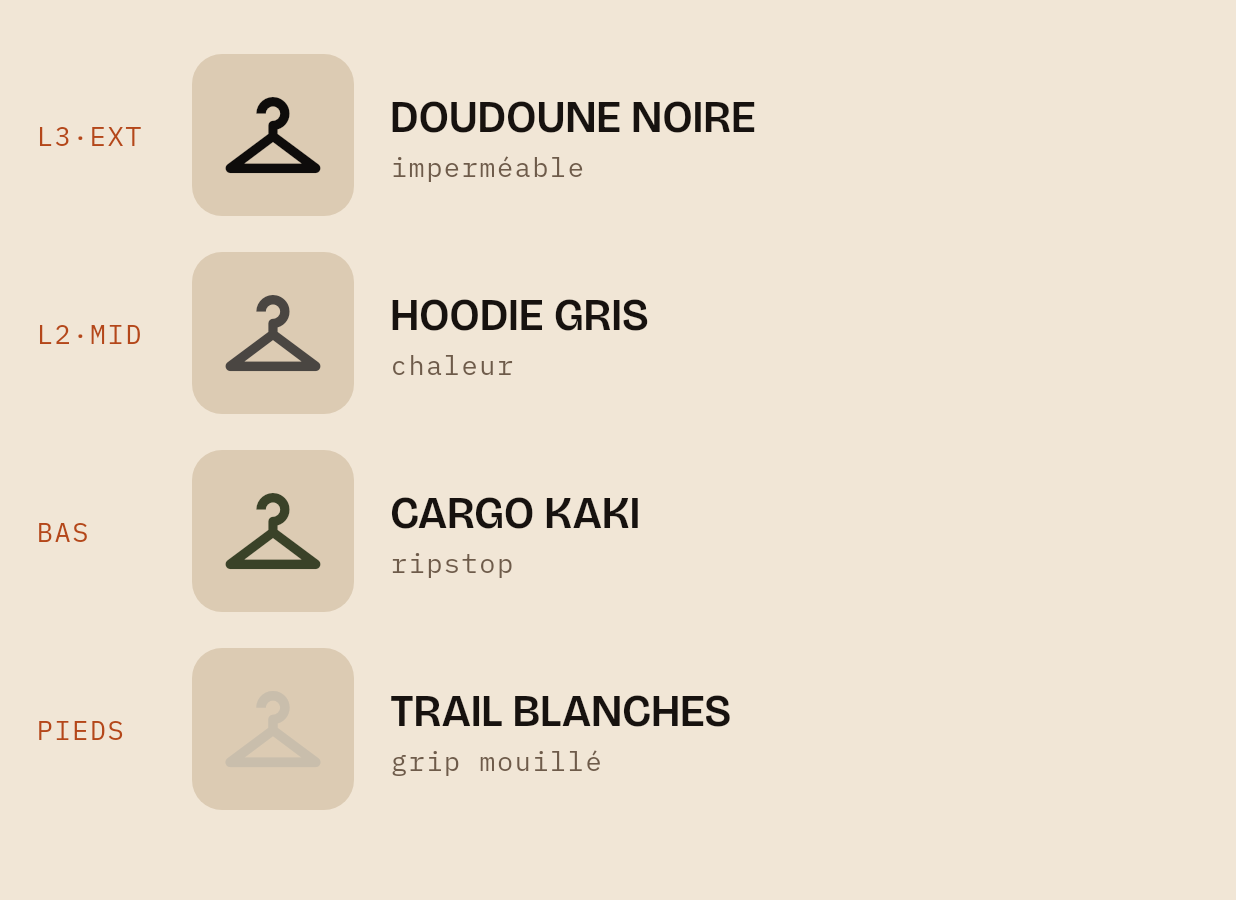 L3·EXT
DOUDOUNE NOIRE
imperméable
L2·MID
HOODIE GRIS
chaleur
BAS
CARGO KAKI
ripstop
PIEDS
TRAIL BLANCHES
grip mouillé